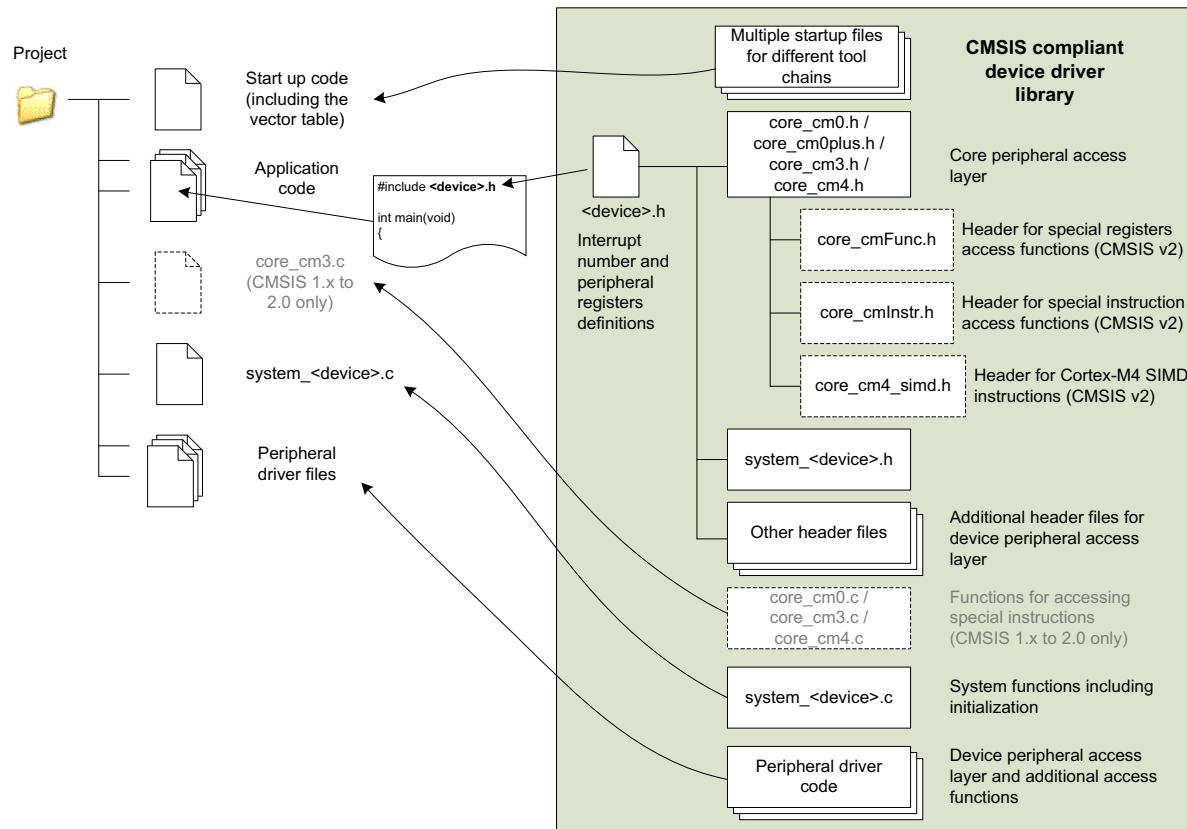 Project
Start up code
(including the
vector table)
Application
code
#include <device>.h
int main(void)
{
core_cm3.c
(CMSIS 1.x to
2.0 only)
system_<device>.c
Peripheral
driver files
CMSIS compliant
device driver
library
Multiple startup files
for different tool
chains
<device>.h
Interrupt
number and
peripheral
registers
definitions
core_cm0.h /
core_cm0plus.h /
core_cm3.h /
core_cm4.h
Core peripheral access
layer
core_cmFunc.h
Header for special registers
access functions (CMSIS v2)
core_cmInstr.h
Header for special instruction
access functions (CMSIS v2)
core_cm4_simd.h
Header for Cortex-M4 SIMD
instructions (CMSIS v2)
system_<device>.h
Other header files
Additional header files for
device peripheral access
layer
core_cm0.c /
core_cm3.c /
core_cm4.c
Functions for accessing
special instructions
(CMSIS 1.x to 2.0 only)
system_<device>.c
System functions including
initialization
Peripheral driver
code
Device peripheral access
layer and additional access
functions